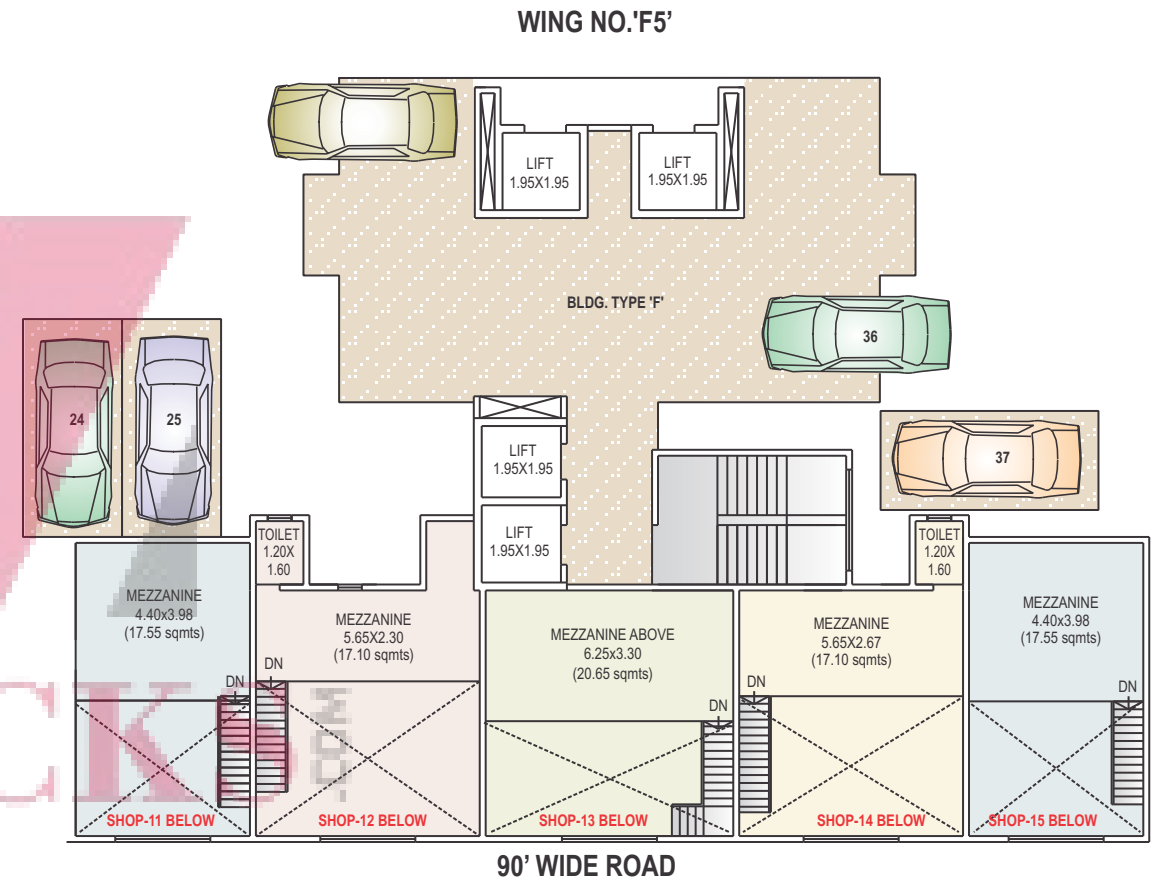 WING NO.'F5'
LIFT
1.95X1.95
LIFT
1.95X1.95
BLDG. TYPE 'F'
36
24
25
37
LIFT
1.95X1.95
LIFT
1.95X1.95
TOILET
1.20X
1.60
TOILET
1.20X
1.60
MEZZANINE
4.40x3.98
(17.55 sqmts)
MEZZANINE
5.65X2.30
(17.10 sqmts)
MEZZANINE ABOVE
6.25x3.30
(20.65 sqmts)
MEZZANINE
5.65X2.67
(17.10 sqmts)
MEZZANINE
4.40x3.98
(17.55 sqmts)
DN
DN
DN
DN
DN
CKS
.COM
SHOP-11 BELOW
SHOP-12 BELOW
SHOP-13 BELOW
SHOP-14 BELOW
SHOP-15 BELOW
90' WIDE ROAD